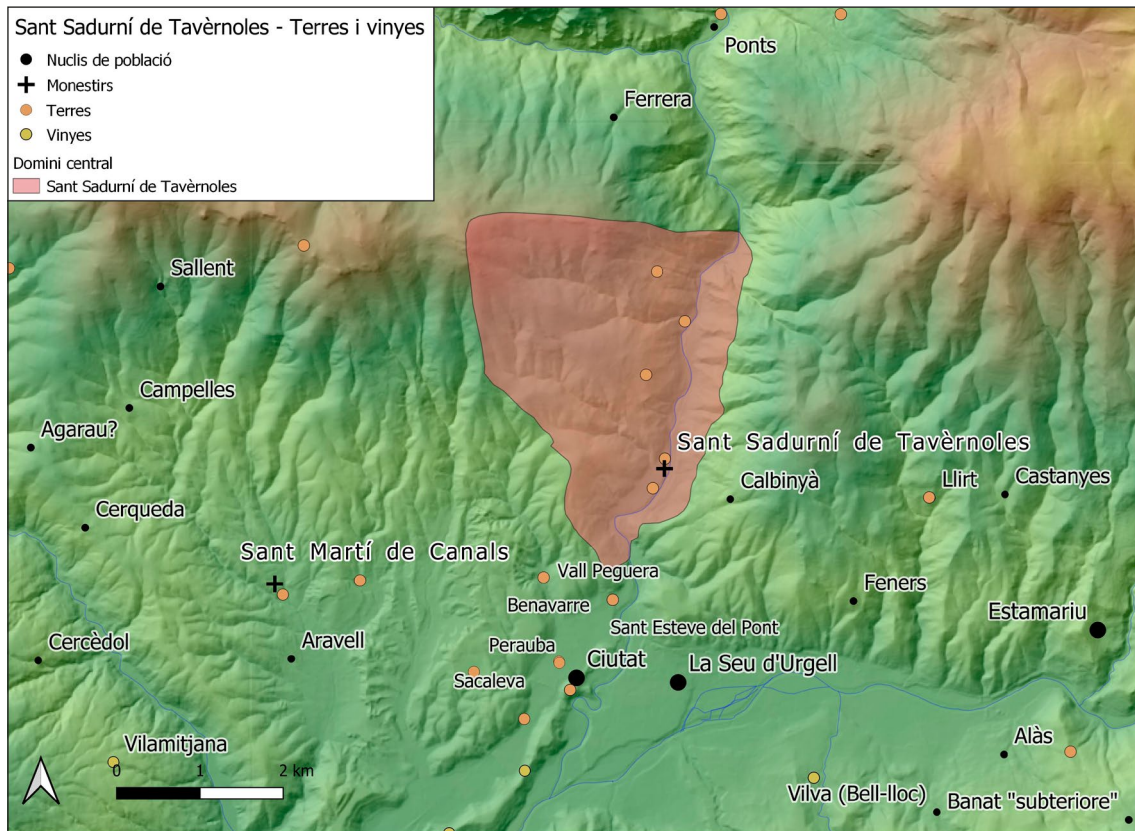 Sant Sadurní de Tavèrnoles - Terres i vinyes
Nuclis de població
Monestirs
Terres
Vinyes
Domini central
Sant Sadurní de Tavèrnoles
Ponts
Ferrera
Sallent
Campelles
Agarau?
Sant Sadurní de Tavèrnoles
Calbinyà
Llirt
Castanyes
Cerqueda
Sant Martí de Canals
Vall Peguera
Benavarre
Feners
Estamariu
Sant Esteve del Pont
Cercèdol
Aravell
Perauba
Ciutat
La Seu d'Urgell
Sacaleva
Vilamitjana
Alàs
0 1 2 km
Vilva (Bell-lloc)
Banat "subteriore"